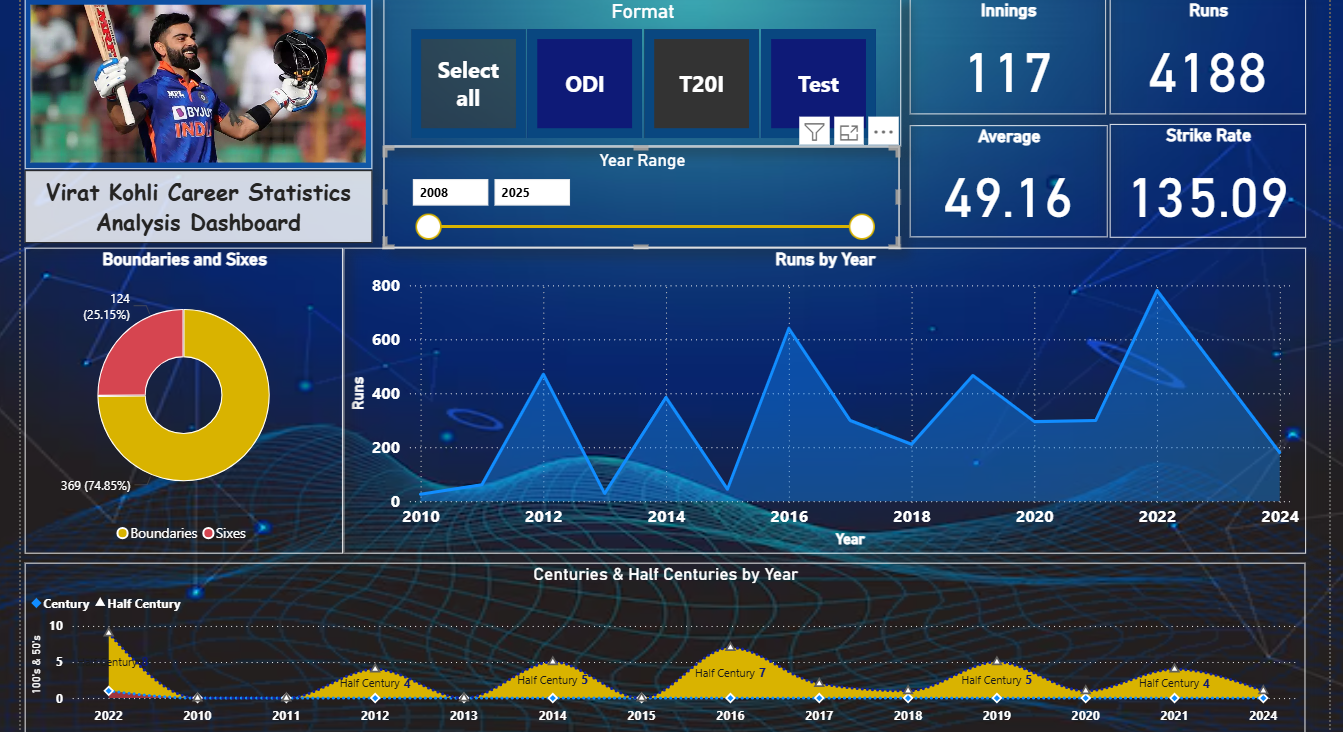 Format
Select
all
ODI
T20I
Test
Innings
117
Runs
4188
Average
49.16
Strike Rate
135.09
MRF
MPL
BYJU
INDI
Virat Kohli Career Statistics
Analysis Dashboard
Year Range
2008
2025
Boundaries and Sixes
124
(25.15%)
369 (74.85%)
Boundaries
Sixes
Runs by Year
Runs
800
600
400
200
0
2010
2012
2014
2016
2018
2020
2022
2024
Year
Centuries & Half Centuries by Year
Century
Half Century
100's & 50's
10
5
0
entury
Half Century 4
Half Century 5
Half Century 7
Half Century 5
Half Century 4
2022
2010
2011
2012
2013
2014
2015
2016
2017
2018
2019
2020
2021
2024